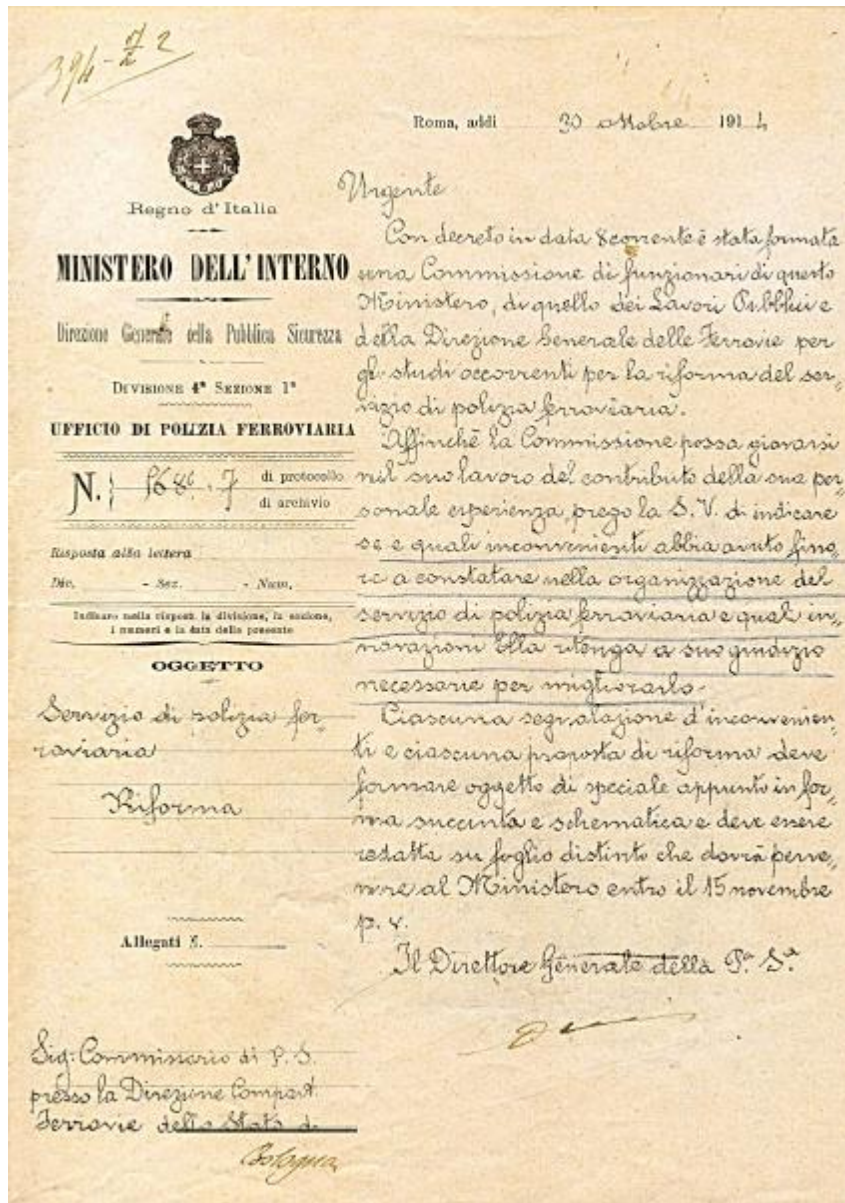 394-
Roma, addì 30 ottobre 1914
Regno d'Italia
MINISTERO DELL'INTERNO
Direzione Generale della Pubblica Sicurezza
DIVISIONE 4ª SEZIONE 1ª
UFFICIO DI POLIZIA FERROVIARIA
N. di protocollo
di archivio
Risposta alla lettera
Div. - Sez. - Num.
Indicare nella risposta la divisione, la sezione,
i numeri e la data della presente
OGGETTO
Servizio di polizia fer"
roviaria
Riforma
Allegati N.
Sig: Commissario di P. S.
presso la Direzione Compart.
Ferrovie dello Stato di
Bologna
Urgente
Con decreto in data 8 corrente è stata formata
una Commissione di funzionari di questo
Ministero, di quello dei Lavori Pubblici e
della Direzione Generale delle Ferrovie per
gli studi occorrenti per la riforma del ser"
vizio di polizia ferroviaria.
Affinchè la Commissione possa giovarsi
nel suo lavoro del contributo della sua per"
sonale esperienza, prego la S. V. di indicare
se e quali inconvenienti abbia avuto fino"
ra a constatare nella organizzazione del
servizio di polizia ferroviaria e quali in"
novazioni Ella ritenga a suo giudizio
necessarie per migliorarlo.
Ciascuna segnalazione d'inconvenien"
ti e ciascuna proposta di riforma deve
formare oggetto di speciale appunto in for"
ma succinta e schematica e deve essere
redatta su foglio distinto che dovrà perve"
nire al Ministero entro il 15 novembre
p. v.
Il Direttore Generale della P.ª S.ª